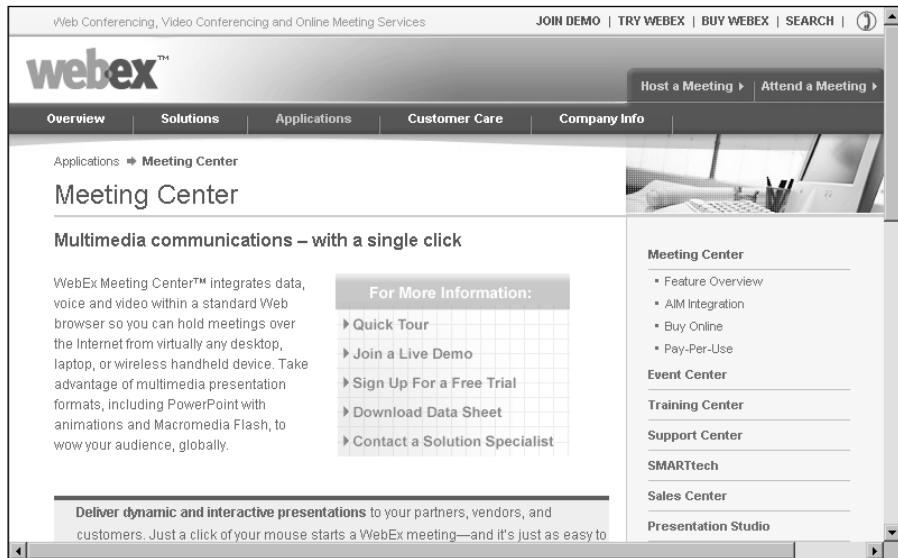 Web Conferencing, Video Conferencing and Online Meeting Services
JOIN DEMO | TRY WEBEX | BUY WEBEX | SEARCH |
webex™
Host a Meeting
Attend a Meeting
Overview
Solutions
Applications
Customer Care
Company Info
Applications ➡ Meeting Center
Meeting Center
Multimedia communications – with a single click
WebEx Meeting Center™ integrates data,
voice and video within a standard Web
browser so you can hold meetings over
the Internet from virtually any desktop,
laptop, or wireless handheld device. Take
advantage of multimedia presentation
formats, including PowerPoint with
animations and Macromedia Flash, to
wow your audience, globally.
For More Information:
Quick Tour
Join a Live Demo
Sign Up For a Free Trial
Download Data Sheet
Contact a Solution Specialist
Deliver dynamic and interactive presentations to your partners, vendors, and
customers. Just a click of your mouse starts a WebEx meeting—and it's just as easy to
Meeting Center
▪ Feature Overview
▪ AIM Integration
▪ Buy Online
▪ Pay-Per-Use
Event Center
Training Center
Support Center
SMARTtech
Sales Center
Presentation Studio